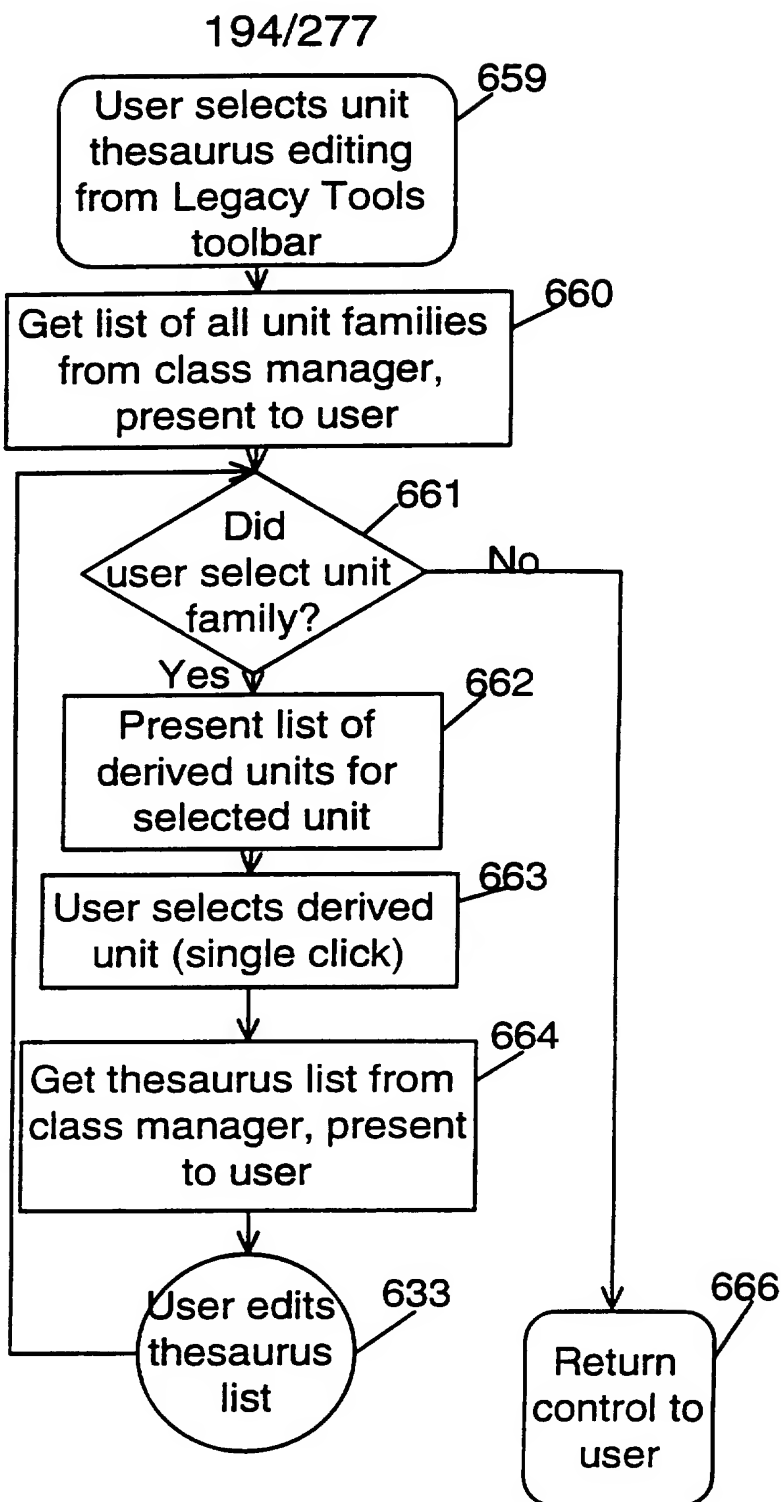 194/277
User selects unit
thesaurus editing
from Legacy Tools
toolbar
659
Get list of all unit families
from class manager,
present to user
660
Did
user select unit
family?
661
No
Yes
Present list of
derived units for
selected unit
662
User selects derived
unit (single click)
663
Get thesaurus list from
class manager, present
to user
664
User edits
thesaurus
list
633
Return
control to
user
666